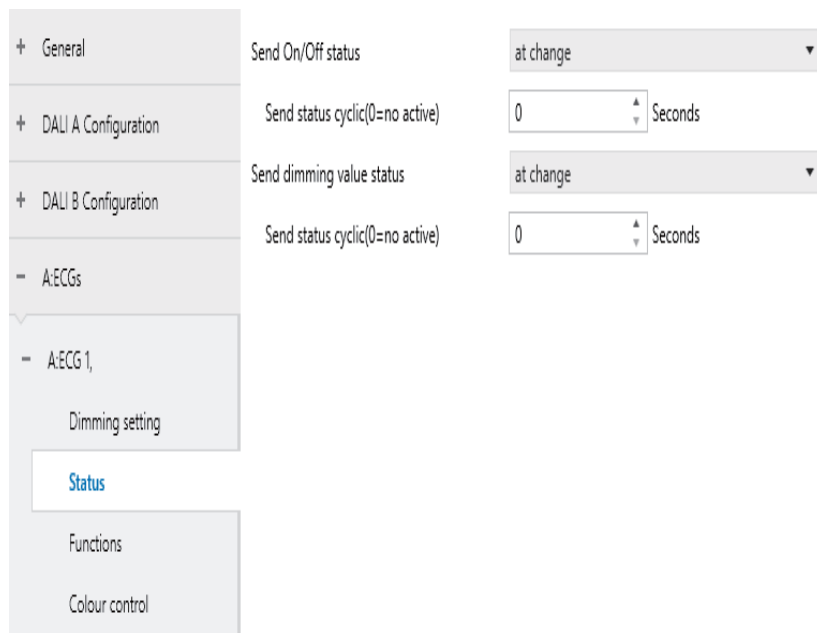 + General
+ DALI A Configuration
+ DALI B Configuration
− A:ECGs
− A:ECG 1,
Dimming setting
Status
Functions
Colour control
Send On/Off status at change
Send status cyclic(0=no active) 0 Seconds
Send dimming value status at change
Send status cyclic(0=no active) 0 Seconds